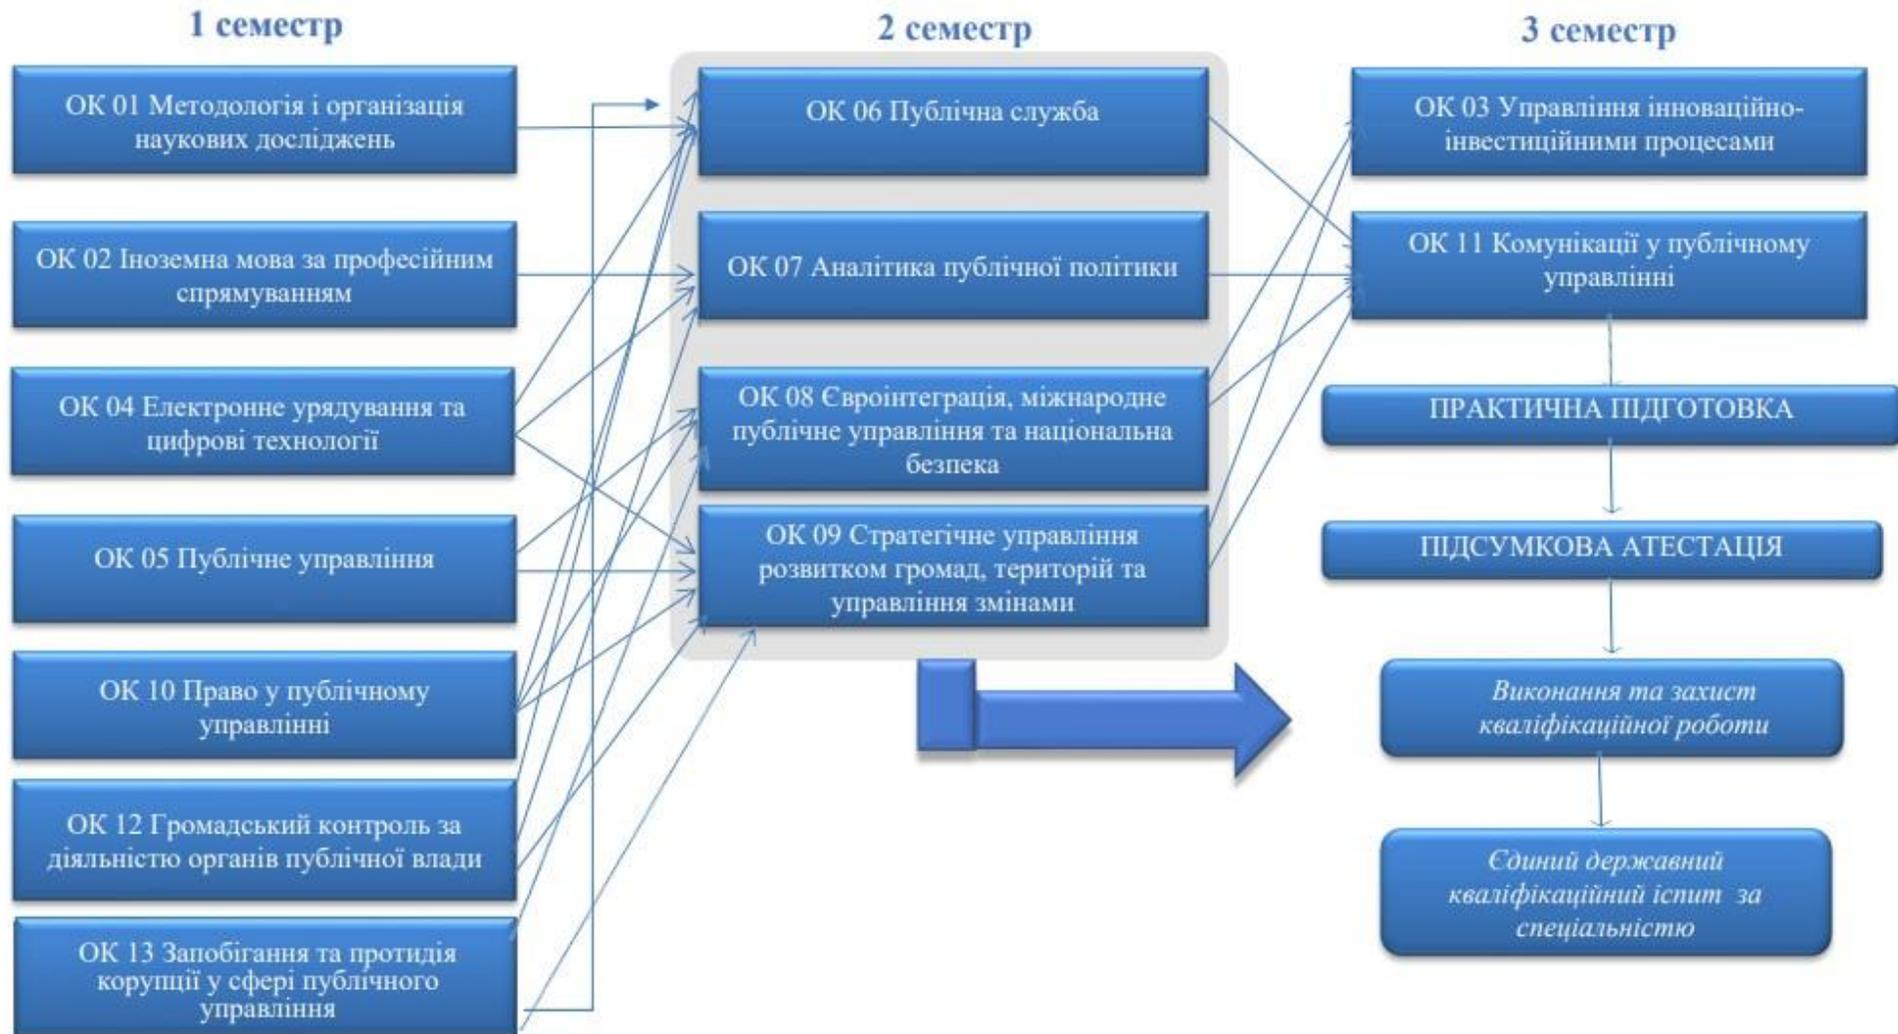 1 семестр
2 семестр
3 семестр
ОК 01 Методологія і організація
наукових досліджень
ОК 02 Іноземна мова за професійним
спрямуванням
ОК 04 Електронне урядування та
цифрові технології
ОК 05 Публічне управління
ОК 10 Право у публічному
управлінні
ОК 12 Громадський контроль за
діяльністю органів публічної влади
ОК 13 Запобігання та протидія
корупції у сфері публічного
управління
ОК 06 Публічна служба
ОК 07 Аналітика публічної політики
ОК 08 Євроінтеграція, міжнародне
публічне управління та національна
безпека
ОК 09 Стратегічне управління
розвитком громад, територій та
управління змінами
ОК 03 Управління інноваційно-
інвестиційними процесами
ОК 11 Комунікації у публічному
управлінні
ПРАКТИЧНА ПІДГОТОВКА
ПІДСУМКОВА АТЕСТАЦІЯ
Виконання та захист
кваліфікаційної роботи
Єдиний державний
кваліфікаційний іспит за
спеціальністю